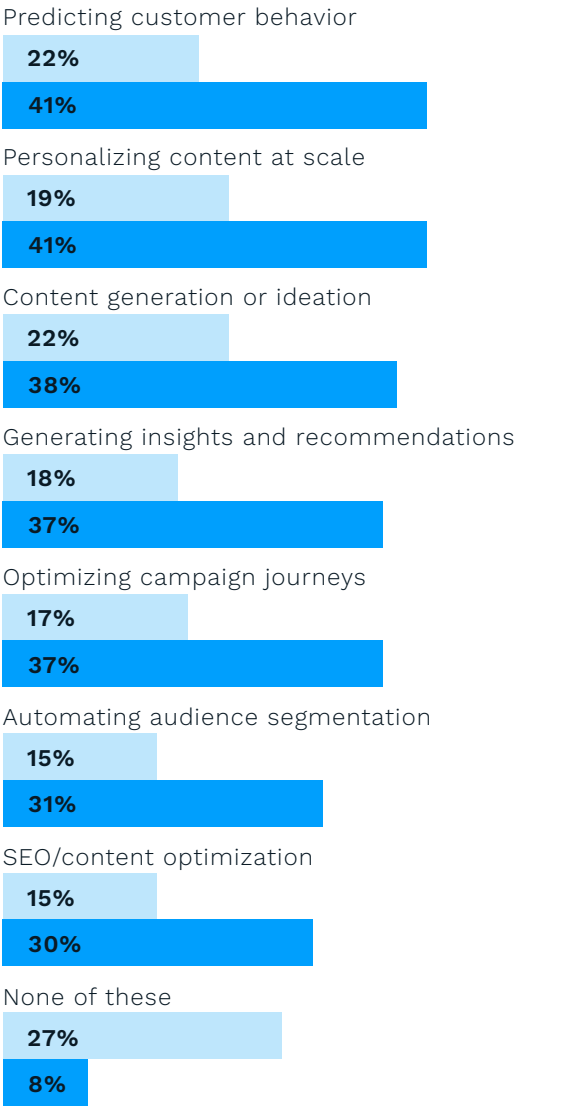 Predicting customer behavior
22%
41%
Personalizing content at scale
19%
41%
Content generation or ideation
22%
38%
Generating insights and recommendations
18%
37%
Optimizing campaign journeys
17%
37%
Automating audience segmentation
15%
31%
SEO/content optimization
15%
30%
None of these
27%
8%